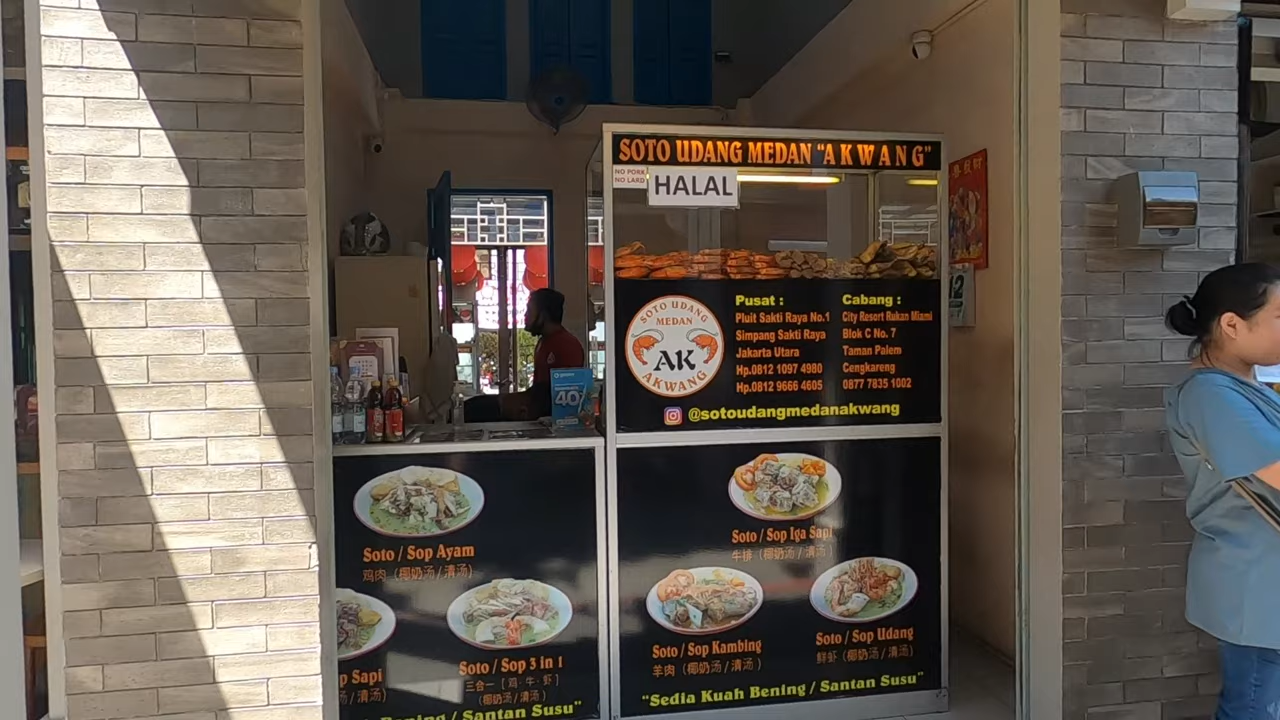 SOTO UDANG MEDAN "AKWANG"
NO PORK
NO LARD
HALAL
SOTO UDANG
MEDAN
AK
AKWANG
Pusat :
Pluit Sakti Raya No.1
Simpang Sakti Raya
Jakarta Utara
Hp.0812 1097 4980
Hp.0812 9666 4605
Cabang :
City Resort Rukan Miami
Blok C No. 7
Taman Palem
Cengkareng
0877 7835 1002
@sotoudangmedanakwang
40
12
Soto / Sop Ayam
鸡肉（椰奶汤 / 清汤）
p Sapi
汤 / 清汤）
Soto / Sop 3 in 1
三合一 [ 鸡 · 牛 · 虾 ]
（椰奶汤 / 清汤）
Bening / Santan Susu"
Soto / Sop Iga Sapi
牛排（椰奶汤 / 清汤）
Soto / Sop Kambing
羊肉（椰奶汤 / 清汤）
Soto / Sop Udang
鲜虾（椰奶汤 / 清汤）
"Sedia Kuah Bening / Santan Susu"